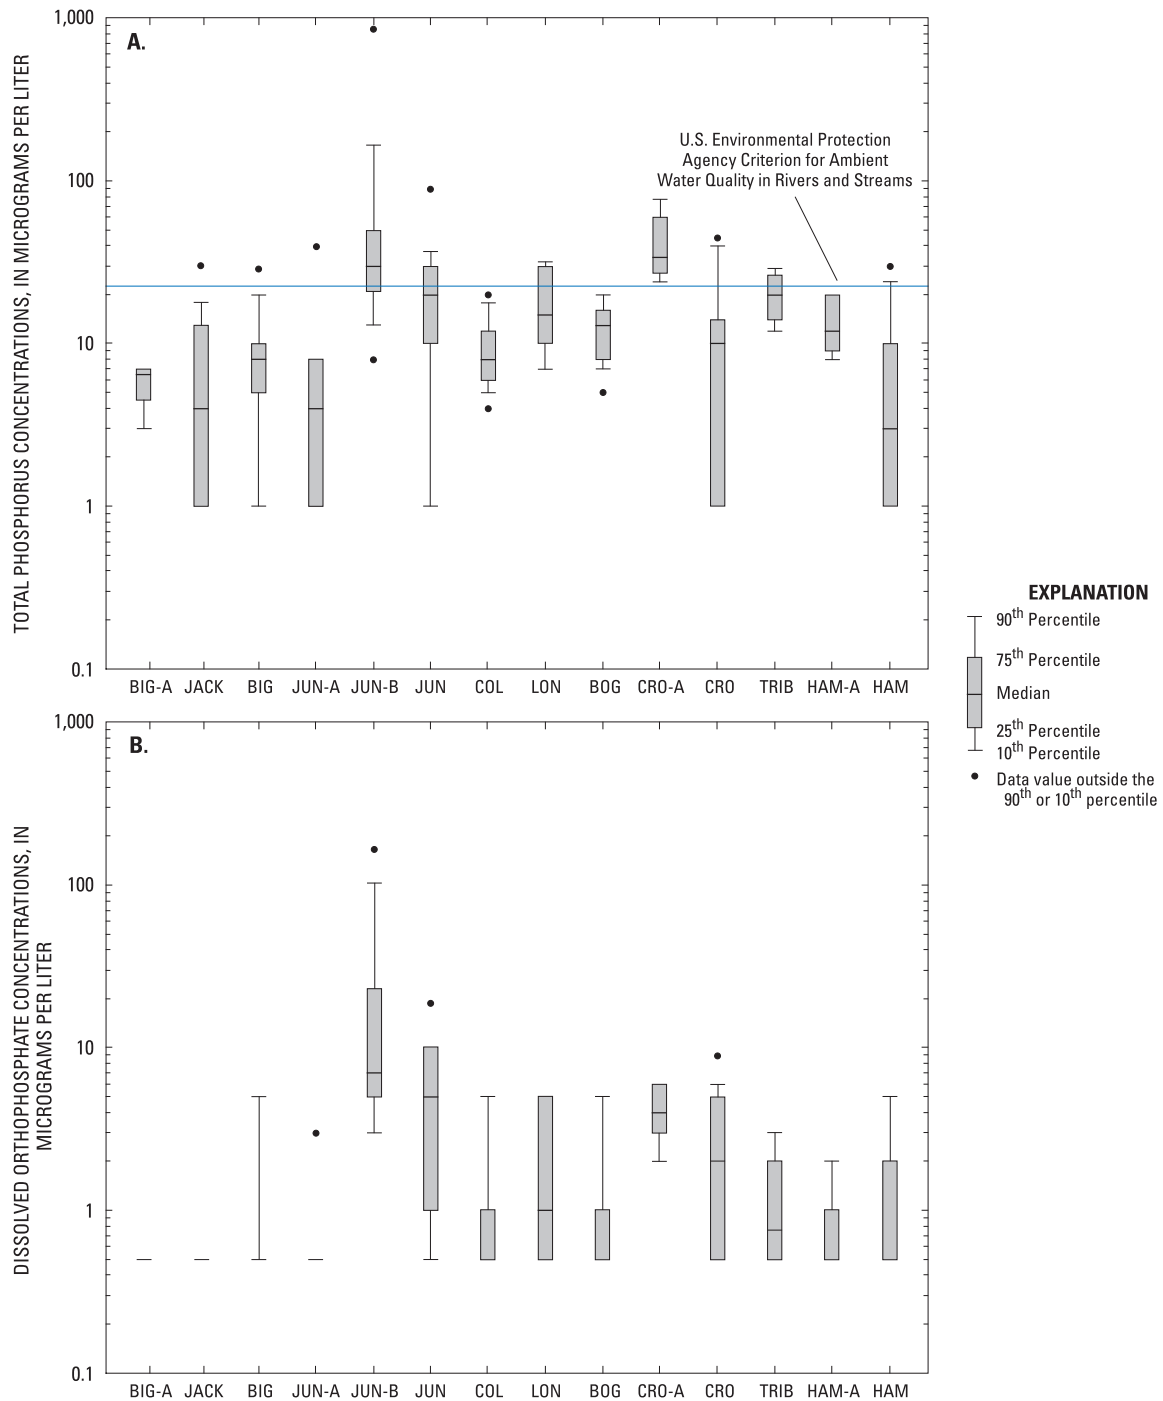 TOTAL PHOSPHORUS CONCENTRATIONS, IN MICROGRAMS PER LITER
1,000
100
10
1
0.1
A.
U.S. Environmental Protection
Agency Criterion for Ambient
Water Quality in Rivers and Streams
BIG-A JACK BIG JUN-A JUN-B JUN COL LON BOG CRO-A CRO TRIB HAM-A HAM
EXPLANATION
90th Percentile
75th Percentile
Median
25th Percentile
10th Percentile
Data value outside the
90th or 10th percentile
DISSOLVED ORTHOPHOSPHATE CONCENTRATIONS, IN
MICROGRAMS PER LITER
1,000
100
10
1
0.1
B.
BIG-A JACK BIG JUN-A JUN-B JUN COL LON BOG CRO-A CRO TRIB HAM-A HAM